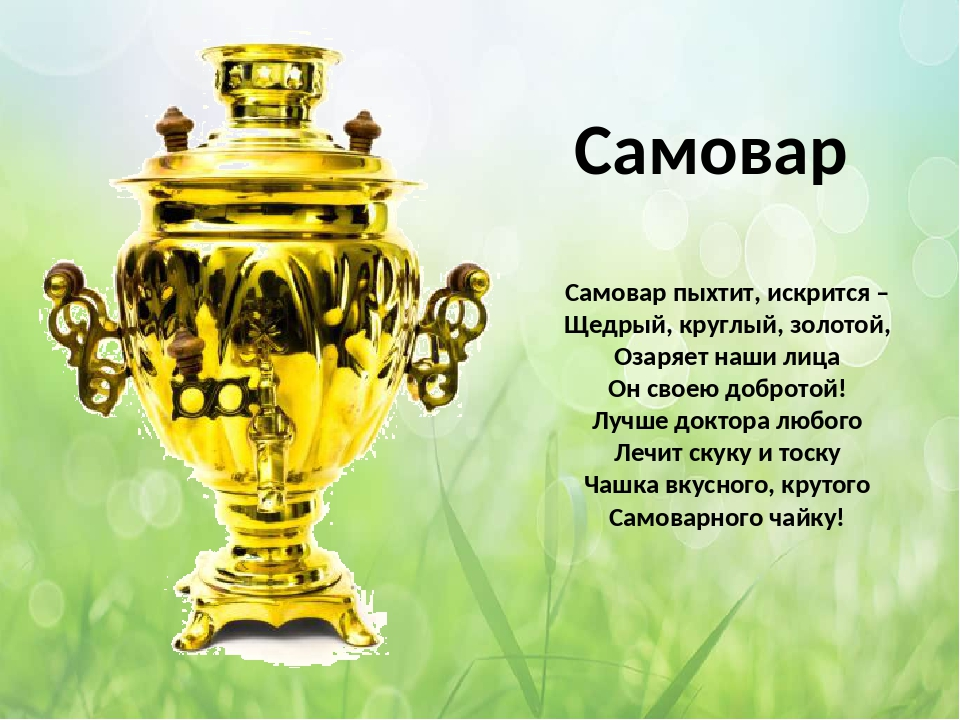 Самовар
Самовар пыхтит, искрится –
Щедрый, круглый, золотой,
Озаряет наши лица
Он своею добротой!
Лучше доктора любого
Лечит скуку и тоску
Чашка вкусного, крутого
Самоварного чайку!